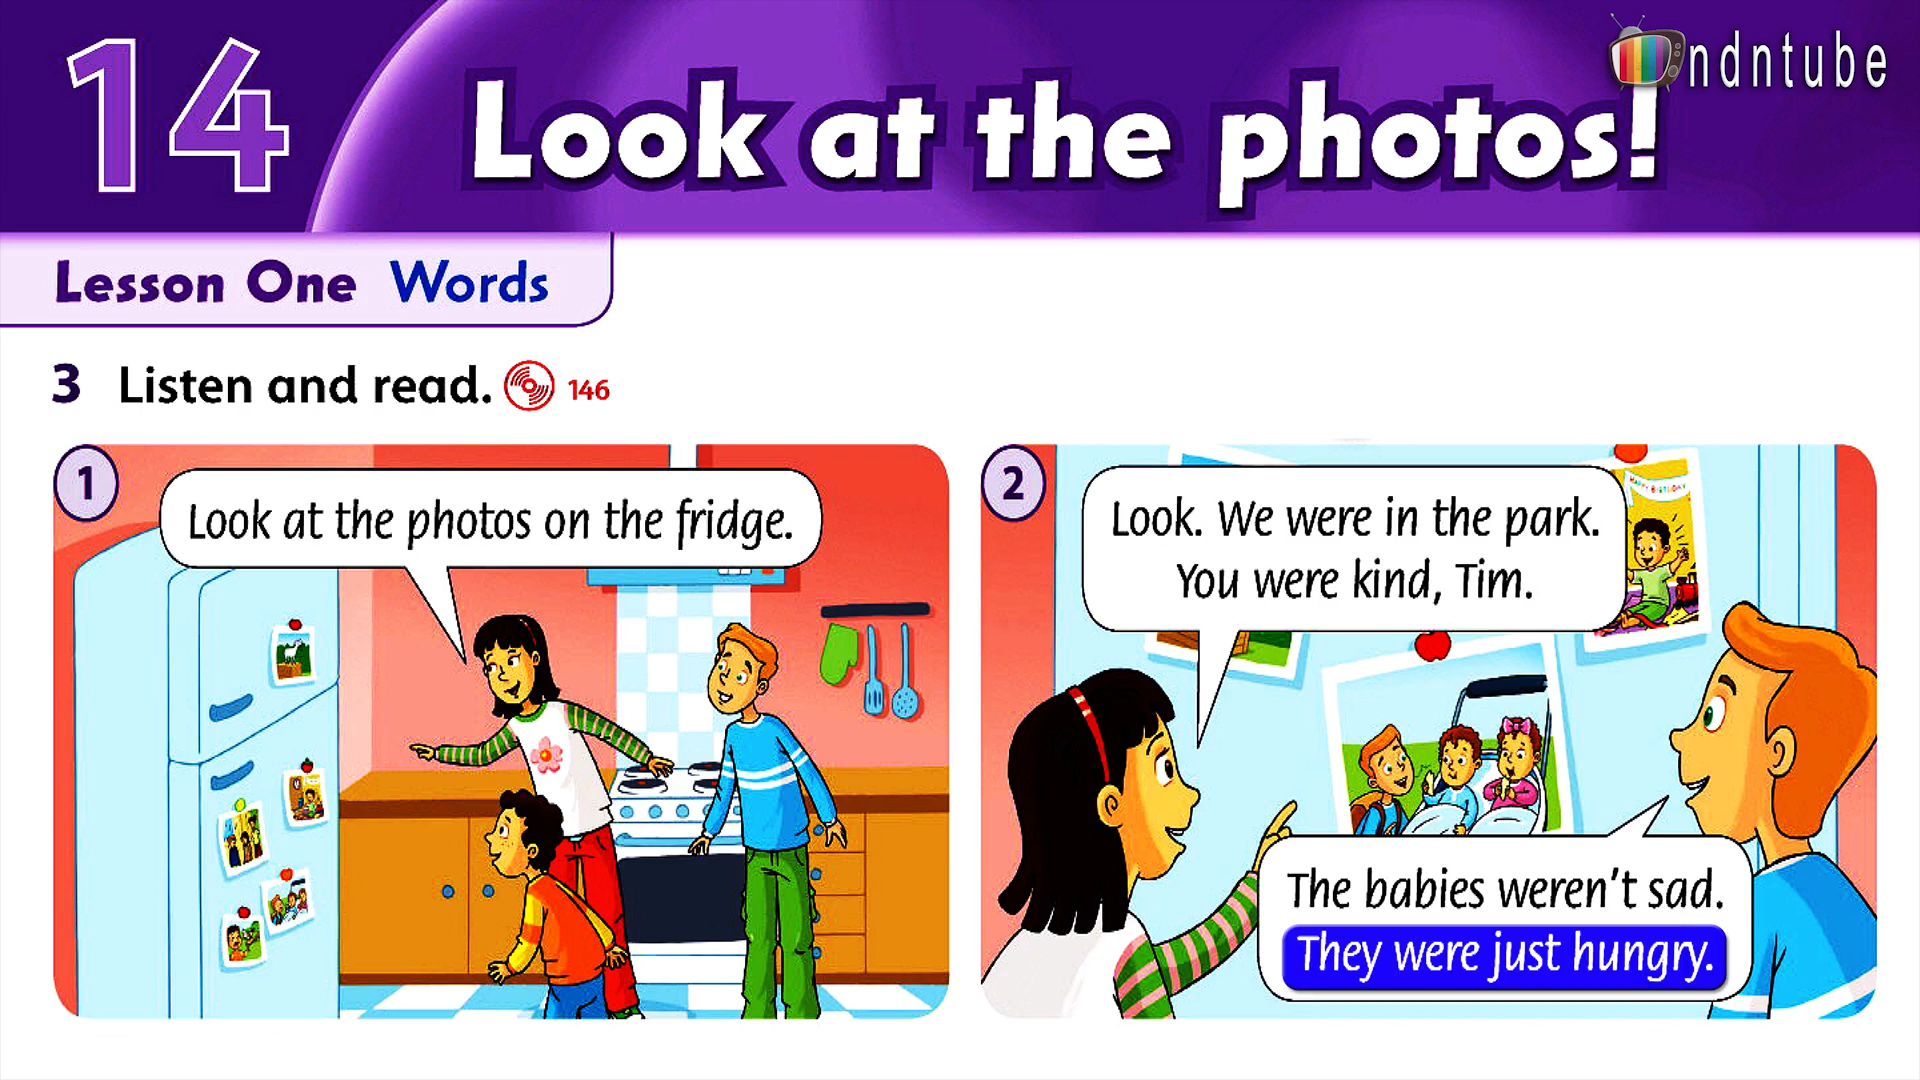 14
Look at the photos!
ndntube
Lesson One Words
3 Listen and read. 146
1
Look at the photos on the fridge.
2
Look. We were in the park.
You were kind, Tim.
HAPPY BIRTHDAY
The babies weren't sad.
They were just hungry.